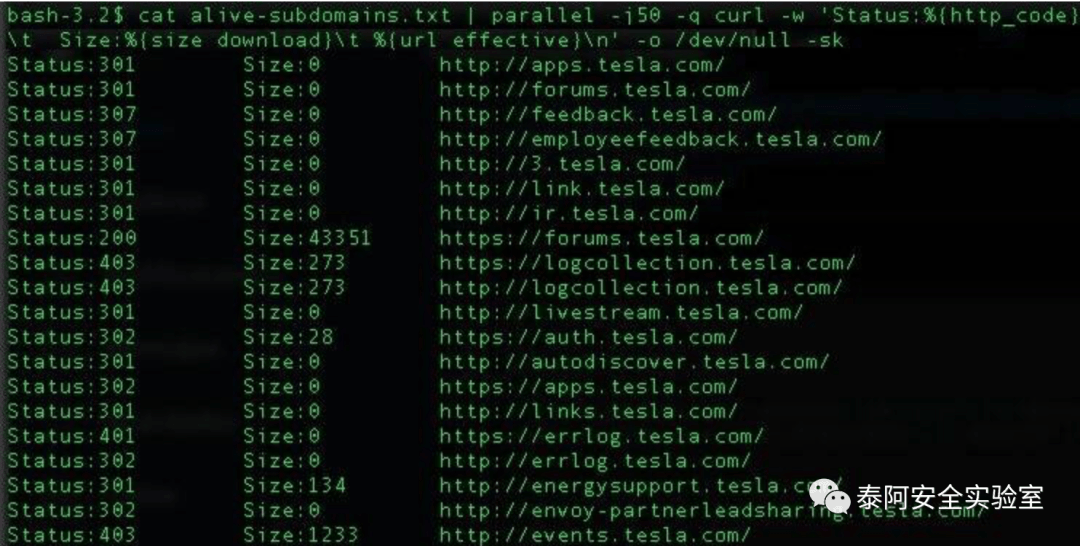 bash-3.2$ cat alive-subdomains.txt | parallel -j50 -q curl -w 'Status:%{http_code}
\t  Size:%{size_download}\t %{url_effective}\n' -o /dev/null -sk
Status:301 Size:0 http://apps.tesla.com/
Status:301 Size:0 http://forums.tesla.com/
Status:307 Size:0 http://feedback.tesla.com/
Status:307 Size:0 http://employeefeedback.tesla.com/
Status:301 Size:0 http://3.tesla.com/
Status:301 Size:0 http://link.tesla.com/
Status:301 Size:0 http://ir.tesla.com/
Status:200 Size:43351 https://forums.tesla.com/
Status:403 Size:273 https://logcollection.tesla.com/
Status:403 Size:273 http://logcollection.tesla.com/
Status:301 Size:0 http://livestream.tesla.com/
Status:302 Size:28 https://auth.tesla.com/
Status:301 Size:0 http://autodiscover.tesla.com/
Status:302 Size:0 https://apps.tesla.com/
Status:301 Size:0 http://links.tesla.com/
Status:401 Size:0 https://errlog.tesla.com/
Status:302 Size:0 http://errlog.tesla.com/
Status:301 Size:134 http://energysupport.tesla.com/
Status:302 Size:0 http://envoy-partnerleadsharing.tesla.com/
Status:403 Size:1233 http://events.tesla.com/
泰阿安全实验室